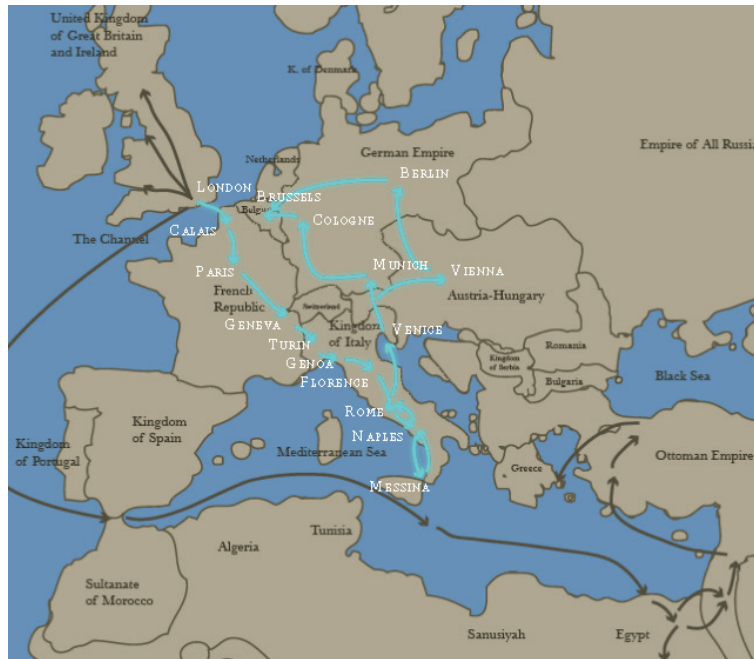 United Kingdom
of Great Britain
and Ireland
K. of Denmark
Empire of All Russia
Netherlands
German Empire
BERLIN
LONDON
BRUSSELS
COLOGNE
CALAIS
The Channel
PARIS
MUNICH
VIENNA
French
Republic
Switzerland
Austria-Hungary
GENEVA
Kingdom
of Italy
VENICE
TURIN
GENOA
Romania
FLORENCE
Kingdom
of Serbia
Bulgaria
Black Sea
ROME
Kingdom
of Spain
NAPLES
Kingdom
of Portugal
Mediterranean Sea
Ottoman Empire
Greece
MESSINA
Tunisia
Algeria
Sultanate
of Morocco
Sanusiyah
Egypt